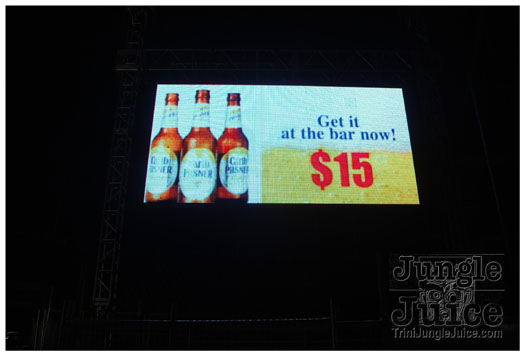 Get it
at the bar now!
$15
Carib
PILSNER
Carib
PILSNER
Carib
PILSNER
Jungle
Juice
TriniJungleJuice.com